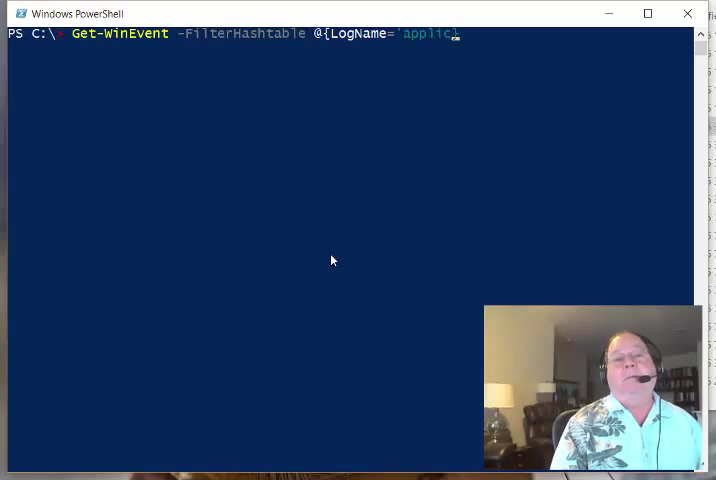 Windows PowerShell
PS C:\> Get-WinEvent -FilterHashtable @{LogName='applic}